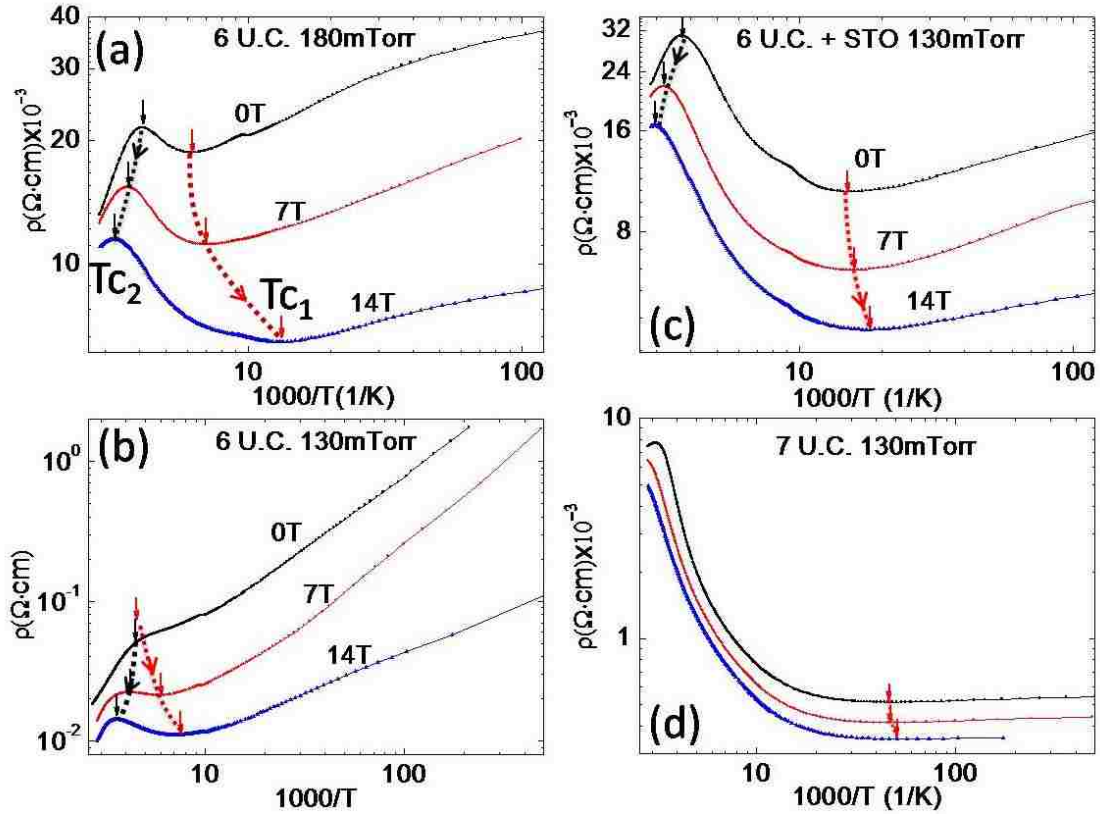 (a)
6 U.C. 180mTorr
40
30
20
10
ρ(Ω·cm)×10⁻³
0T
7T
14T
Tc₂
Tc₁
10
100
1000/T (1/K)
(c)
6 U.C. + STO 130mTorr
32
24
16
8
ρ(Ω·cm)×10⁻³
0T
7T
14T
10
100
1000/T (1/K)
(b)
6 U.C. 130mTorr
10⁰
10⁻¹
10⁻²
ρ(Ω·cm)
0T
7T
14T
10
100
1000/T
(d)
7 U.C. 130mTorr
10
1
ρ(Ω·cm)×10⁻³
10
100
1000/T (1/K)